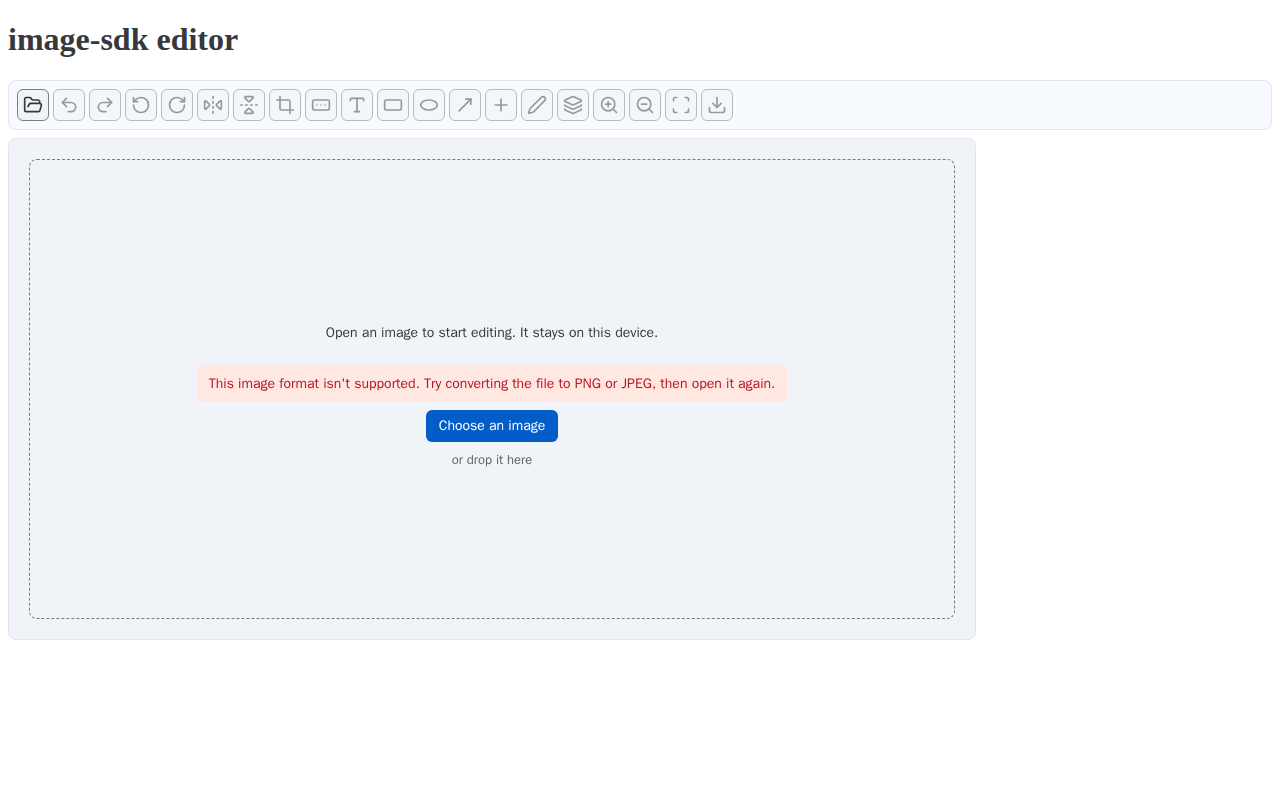 image-sdk editor
Open an image to start editing. It stays on this device.
This image format isn't supported. Try converting the file to PNG or JPEG, then open it again.
Choose an image
or drop it here